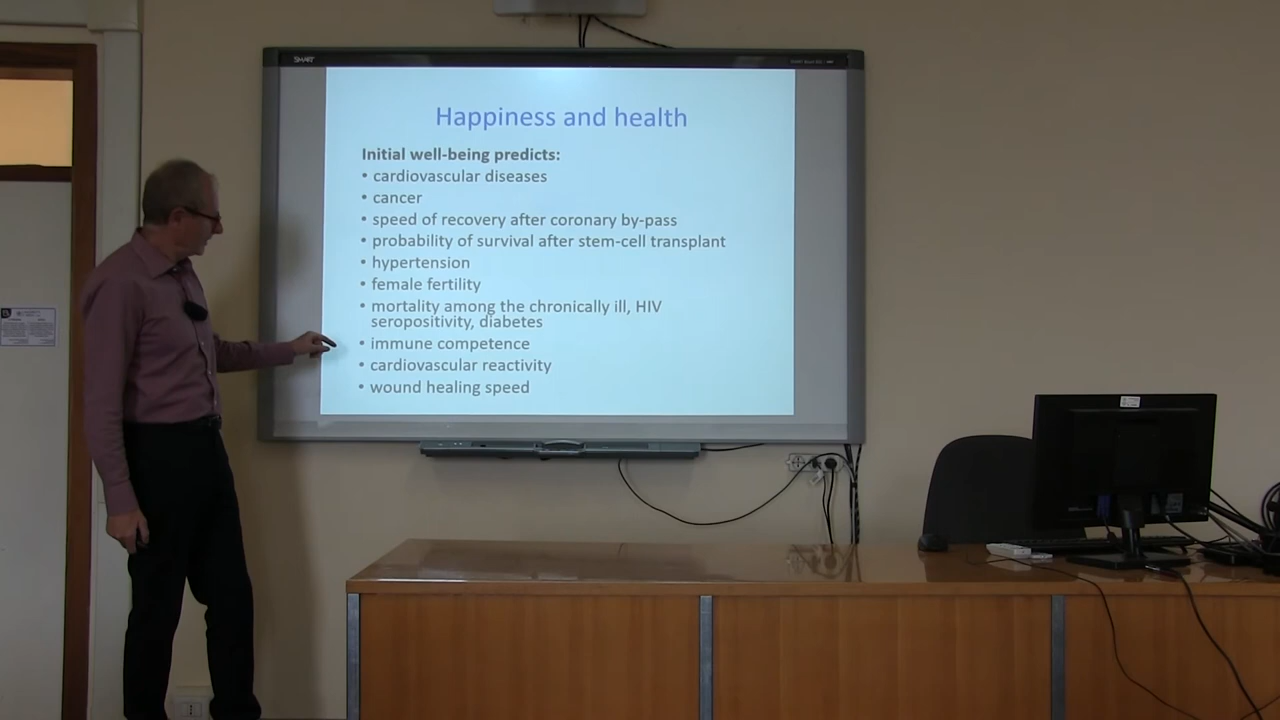 SMART
Happiness and health
Initial well-being predicts:
• cardiovascular diseases
• cancer
• speed of recovery after coronary by-pass
• probability of survival after stem-cell transplant
• hypertension
• female fertility
• mortality among the chronically ill, HIV
seropositivity, diabetes
• immune competence
• cardiovascular reactivity
• wound healing speed